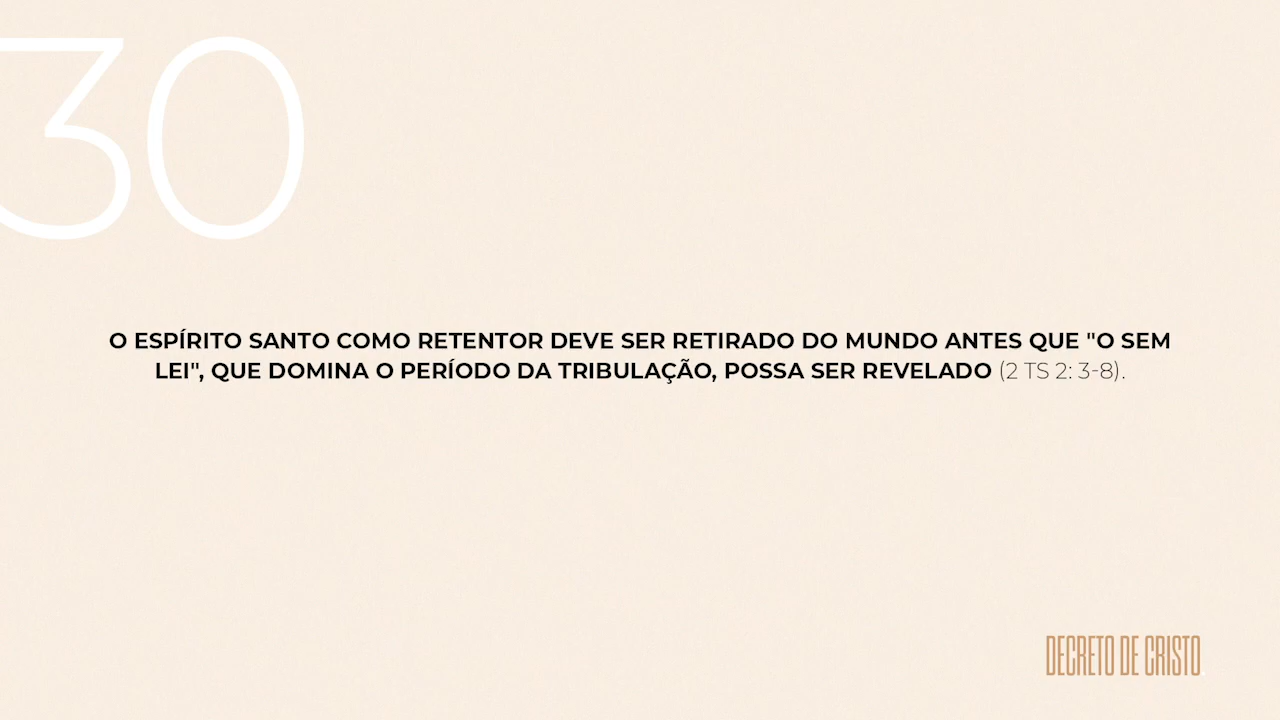 30
O ESPÍRITO SANTO COMO RETENTOR DEVE SER RETIRADO DO MUNDO ANTES QUE "O SEM
LEI", QUE DOMINA O PERÍODO DA TRIBULAÇÃO, POSSA SER REVELADO (2 TS 2: 3-8).
DECRETO DE CRISTO